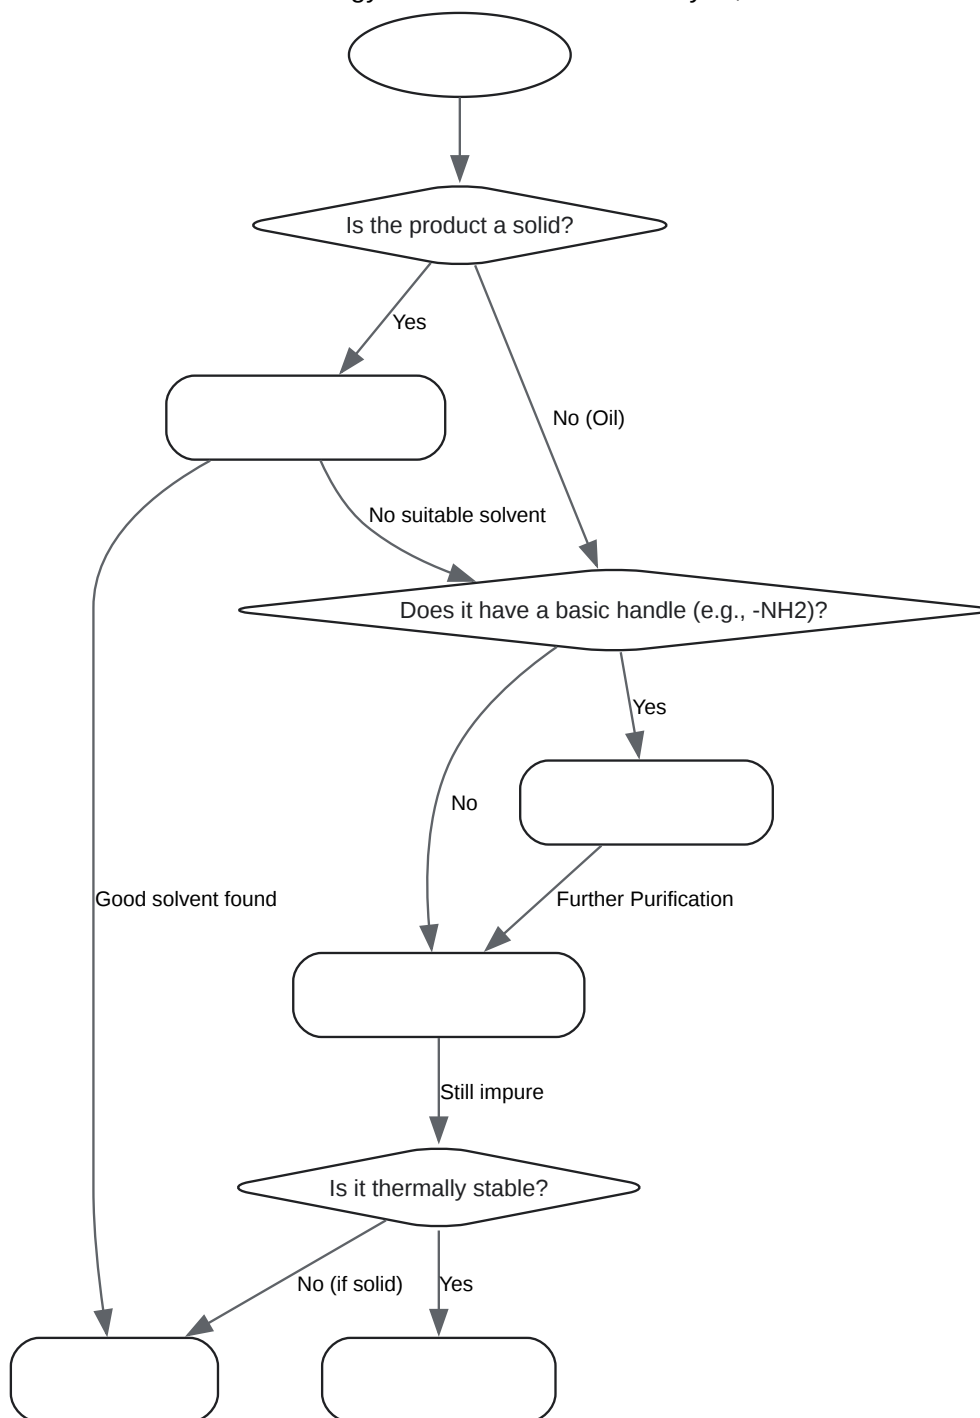 Is the product a solid?
Yes
No (Oil)
No suitable solvent
Does it have a basic handle (e.g., -NH2)?
Yes
No
Good solvent found
Further Purification
Still impure
Is it thermally stable?
No (if solid)
Yes